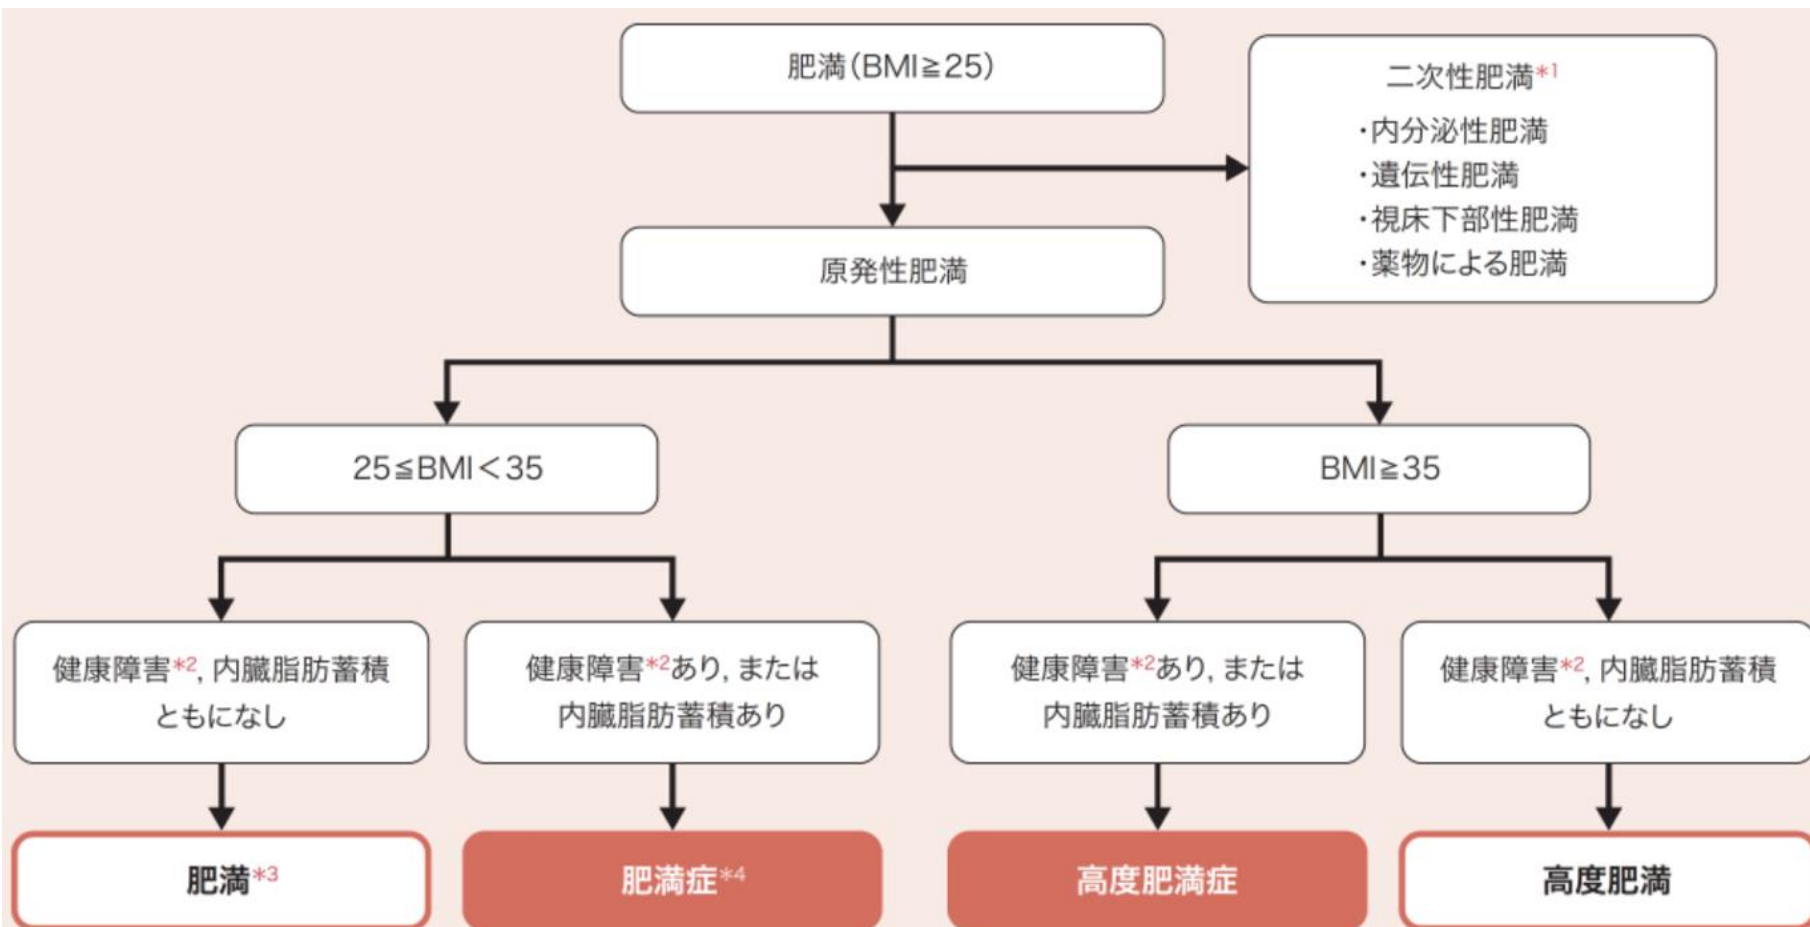 肥満(BMI≧25)
二次性肥満*1
・内分泌性肥満
・遺伝性肥満
・視床下部性肥満
・薬物による肥満
原発性肥満
25≦BMI<35
BMI≧35
健康障害*2, 内臓脂肪蓄積
ともになし
健康障害*2あり, または
内臓脂肪蓄積あり
健康障害*2あり, または
内臓脂肪蓄積あり
健康障害*2, 内臓脂肪蓄積
ともになし
肥満*3
肥満症*4
高度肥満症
高度肥満